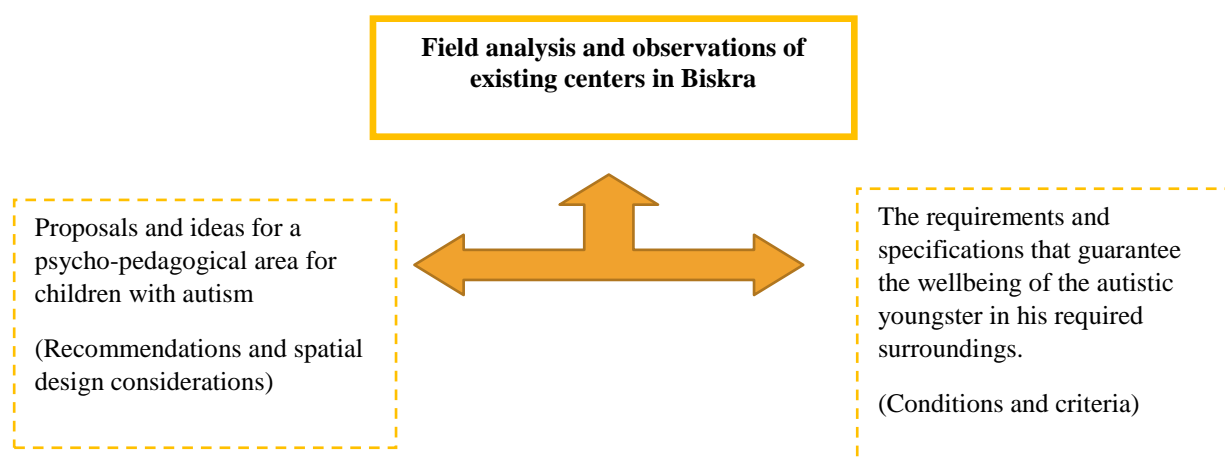 Field analysis and observations of
existing centers in Biskra
Proposals and ideas for a
psycho-pedagogical area for
children with autism
(Recommendations and spatial
design considerations)
The requirements and
specifications that guarantee
the wellbeing of the autistic
youngster in his required
surroundings.
(Conditions and criteria)